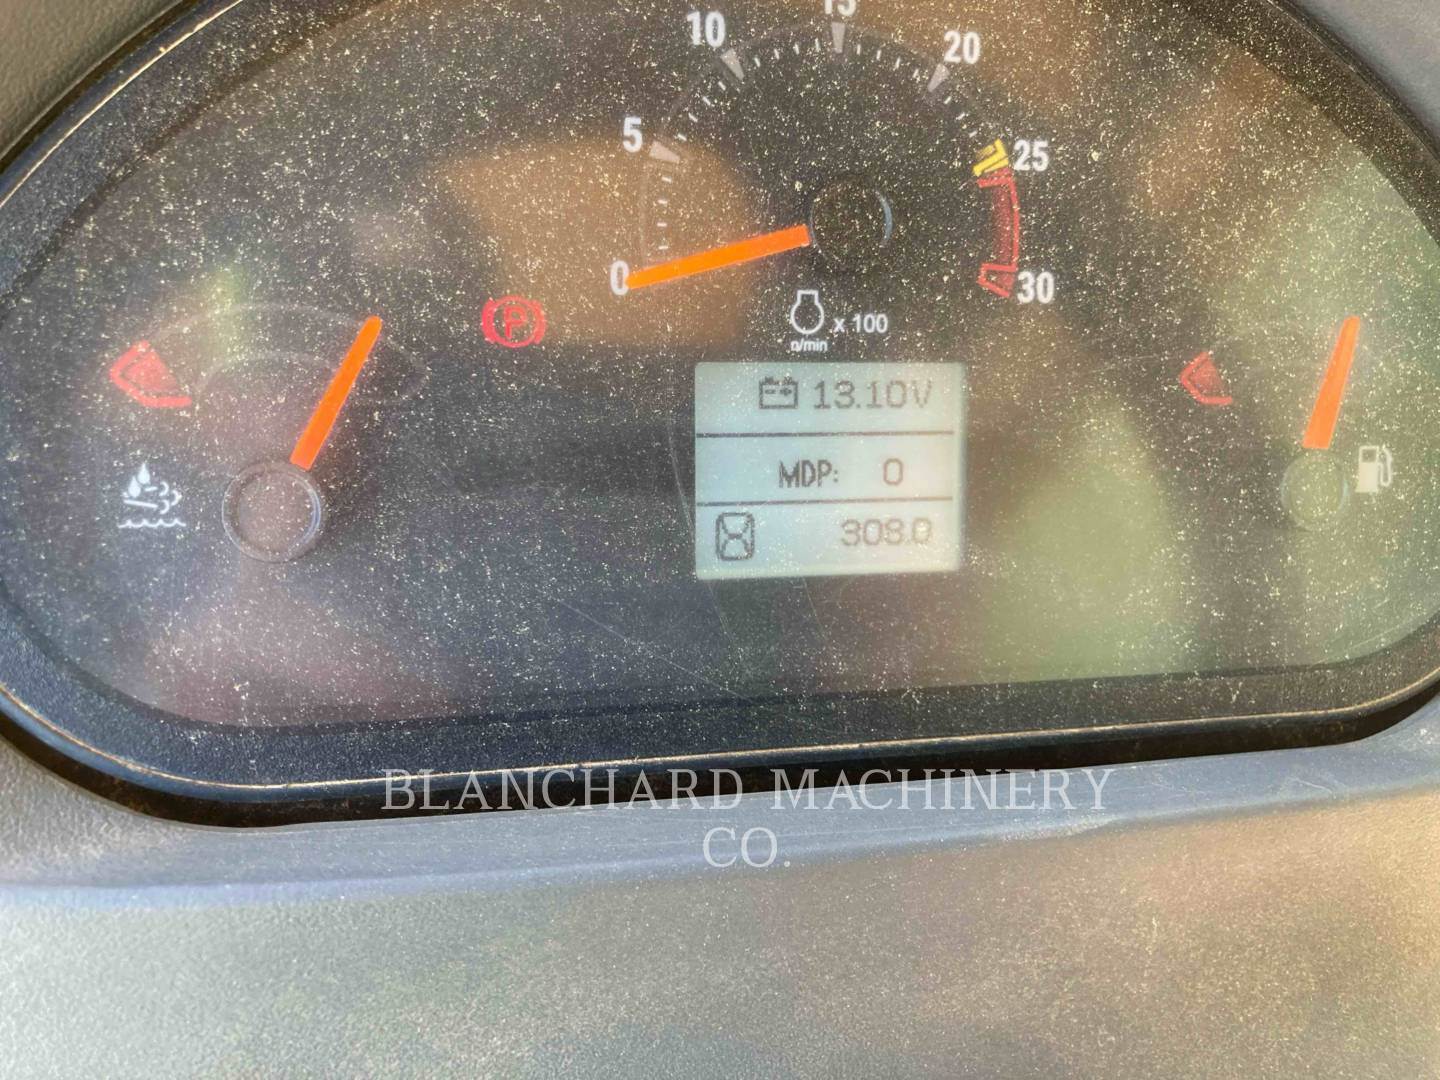 15
10
20
5
25
0
30
P
x 100
n/min
13.10V
MDP: 0
308.0
BLANCHARD MACHINERY
CO.